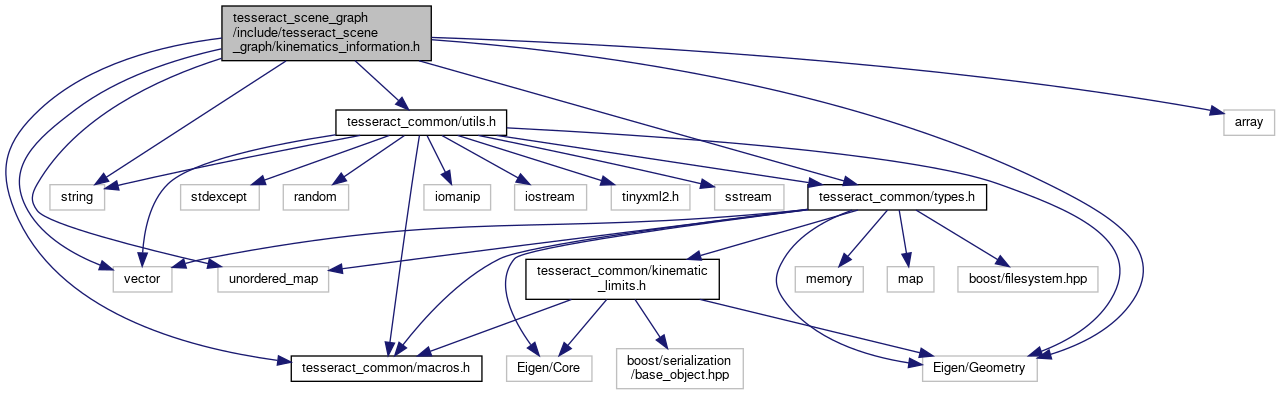 tesseract_scene_graph
/include/tesseract_scene
_graph/kinematics_information.h
tesseract_common/utils.h
array
string
stdexcept
random
iomanip
iostream
tinyxml2.h
sstream
tesseract_common/types.h
vector
unordered_map
tesseract_common/kinematic
_limits.h
memory
map
boost/filesystem.hpp
tesseract_common/macros.h
Eigen/Core
boost/serialization
/base_object.hpp
Eigen/Geometry